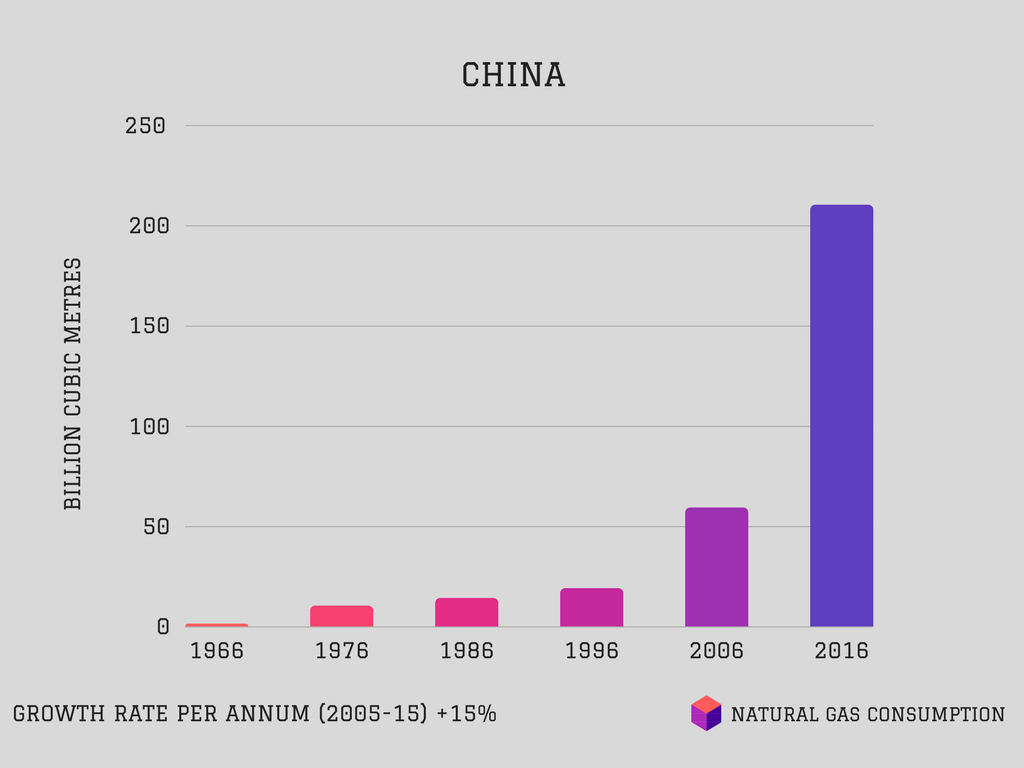 CHINA
250
200
150
100
50
0
BILLION CUBIC METRES
1966 1976 1986 1996 2006 2016
GROWTH RATE PER ANNUM (2005-15) +15%
NATURAL GAS CONSUMPTION